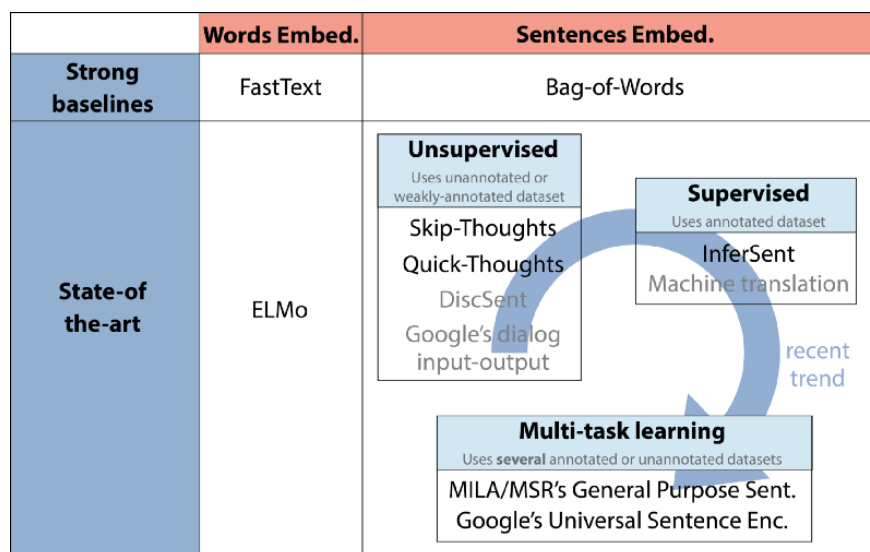 Words Embed.
Sentences Embed.
Strong
baselines
FastText
Bag-of-Words
State-of
the-art
ELMo
Unsupervised
Uses unannotated or
weakly-annotated dataset
Skip-Thoughts
Quick-Thoughts
DiscSent
Google's dialog
input-output
Supervised
Uses annotated dataset
InferSent
Machine translation
recent
trend
Multi-task learning
Uses several annotated or unannotated datasets
MILA/MSR's General Purpose Sent.
Google's Universal Sentence Enc.